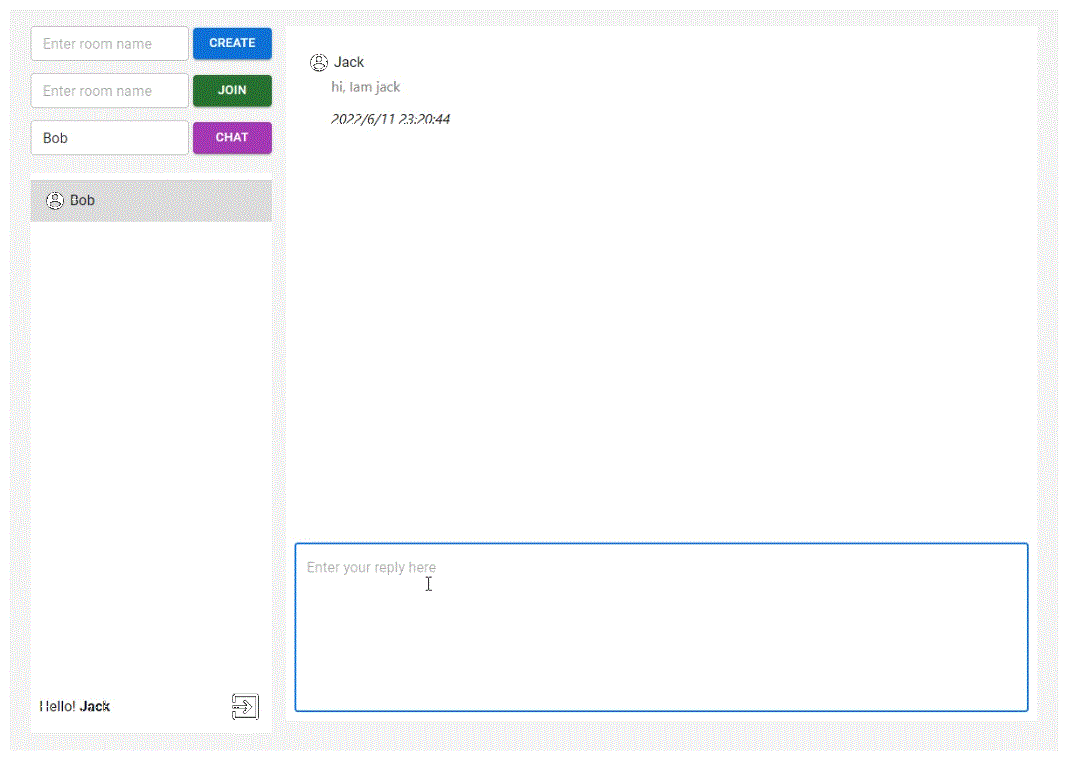 Enter room name
CREATE
Enter room name
JOIN
Bob
CHAT
Bob
Hello! Jack
Jack
hi, Iam jack
2022/6/11 23:20:44
Enter your reply here